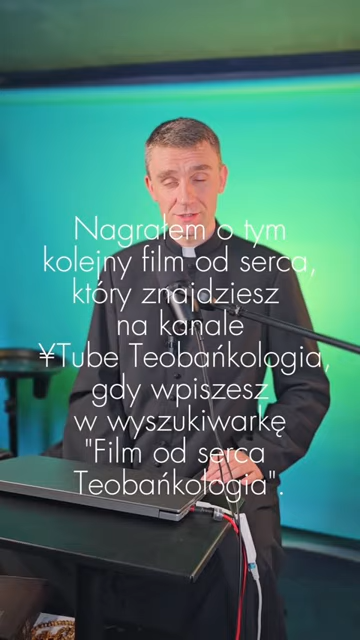 Nagrałem o tym
kolejny film od serca,
który znajdziesz
na kanale
¥Tube Teobańkologia,
gdy wpiszesz
w wyszukiwarkę
"Film od serca
Teobańkologia".